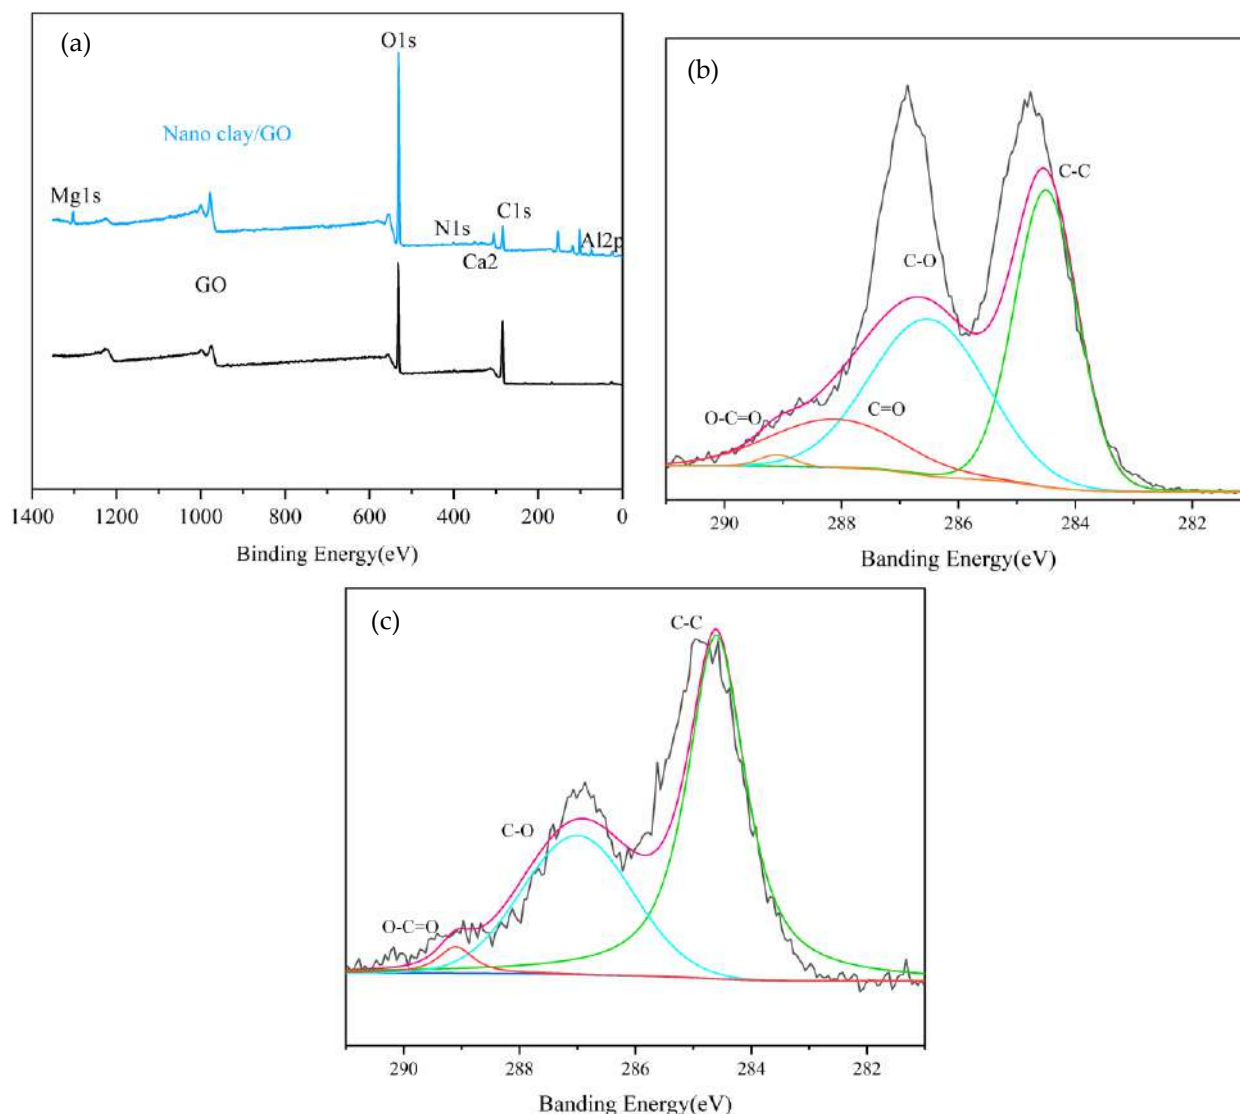 (a)
O1s
Nano clay/GO
Mg1s
N1s
C1s
Al2p
Ca2
GO
1400 1200 1000 800 600 400 200 0
Binding Energy(eV)
(b)
C-C
C-O
C=O
O-C=O
290 288 286 284 282
Banding Energy(eV)
(c)
C-C
C-O
O-C=O
290 288 286 284 282
Banding Energy(eV)